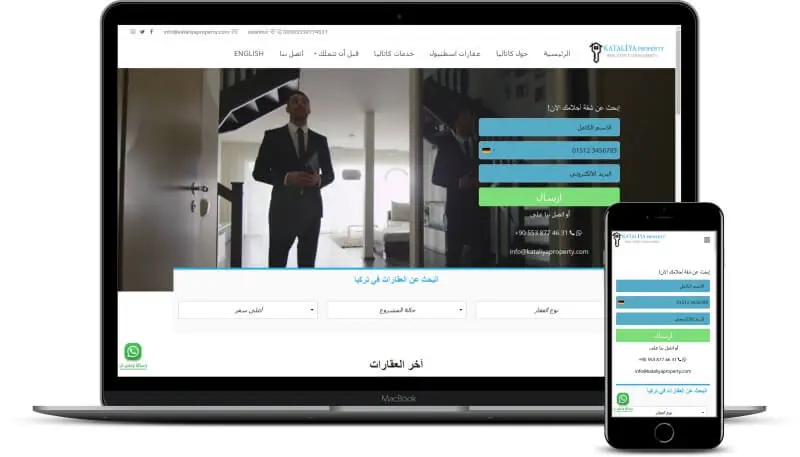 info@kataliyaproperty.com
الرئيسية
حول كاتاليا
عقارات اسطنبول
خدمات كاتاليا
قبل أن تتملك
اتصل بنا
ENGLISH
KATALIYA PROPERTY
إبحث عن شقة أحلامك الآن!
الاسم الكامل
01512 3456789
البريد الالكتروني
ارسال
أو اتصل بنا على
+90 553 877 46 31
info@kataliyaproperty.com
البحث عن العقارات في تركيا
نوع العقار
حالة المشروع
أعلى سعر
آخر العقارات
MacBook
KATALIYA PROPERTY
إبحث عن شقة أحلامك الآن!
الاسم الكامل
01512 3456789
البريد الالكتروني
ارسال
أو اتصل بنا على
+90 553 877 46 31
info@kataliyaproperty.com
البحث عن العقارات في تركيا
نوع العقار